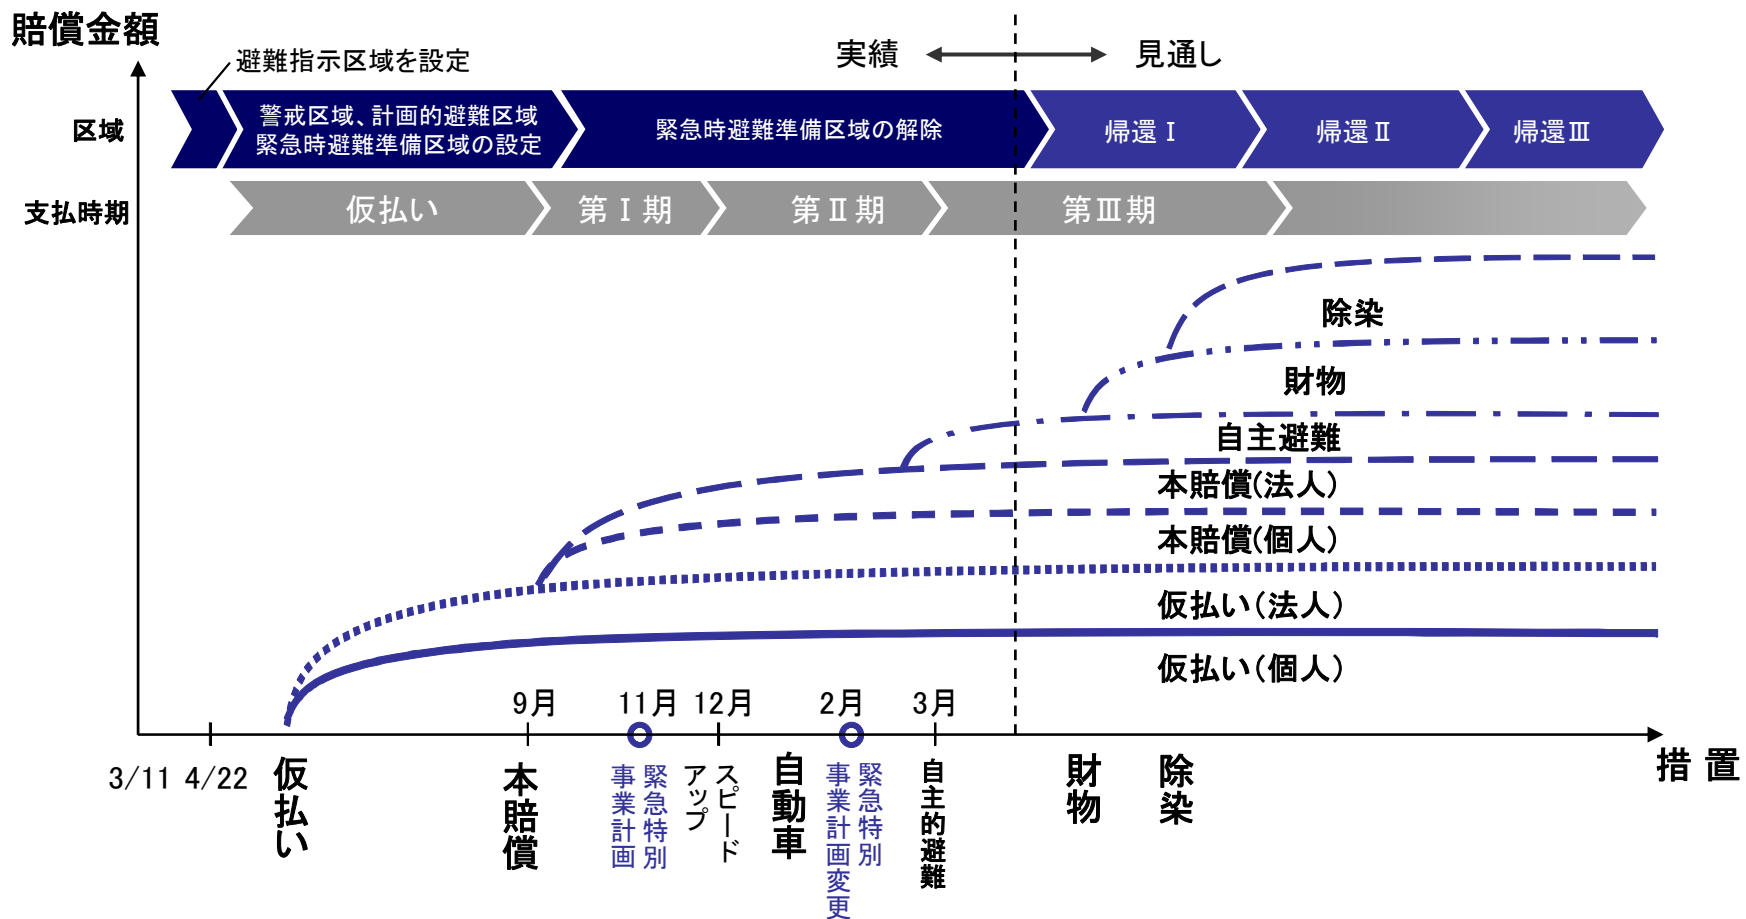 賠償金額
避難指示区域を設定
実績
見通し
区域
警戒区域、計画的避難区域
緊急時避難準備区域の設定
緊急時避難準備区域の解除
帰還Ⅰ
帰還Ⅱ
帰還Ⅲ
支払時期
仮払い
第Ⅰ期
第Ⅱ期
第Ⅲ期
除染
財物
自主避難
本賠償(法人)
本賠償(個人)
仮払い(法人)
仮払い(個人)
9月
11月
12月
2月
3月
3/11
4/22
仮払い
本賠償
緊急特別
事業計画
スピード
アップ
自動車
緊急特別
事業計画変更
自主的避難
財物
除染
措置